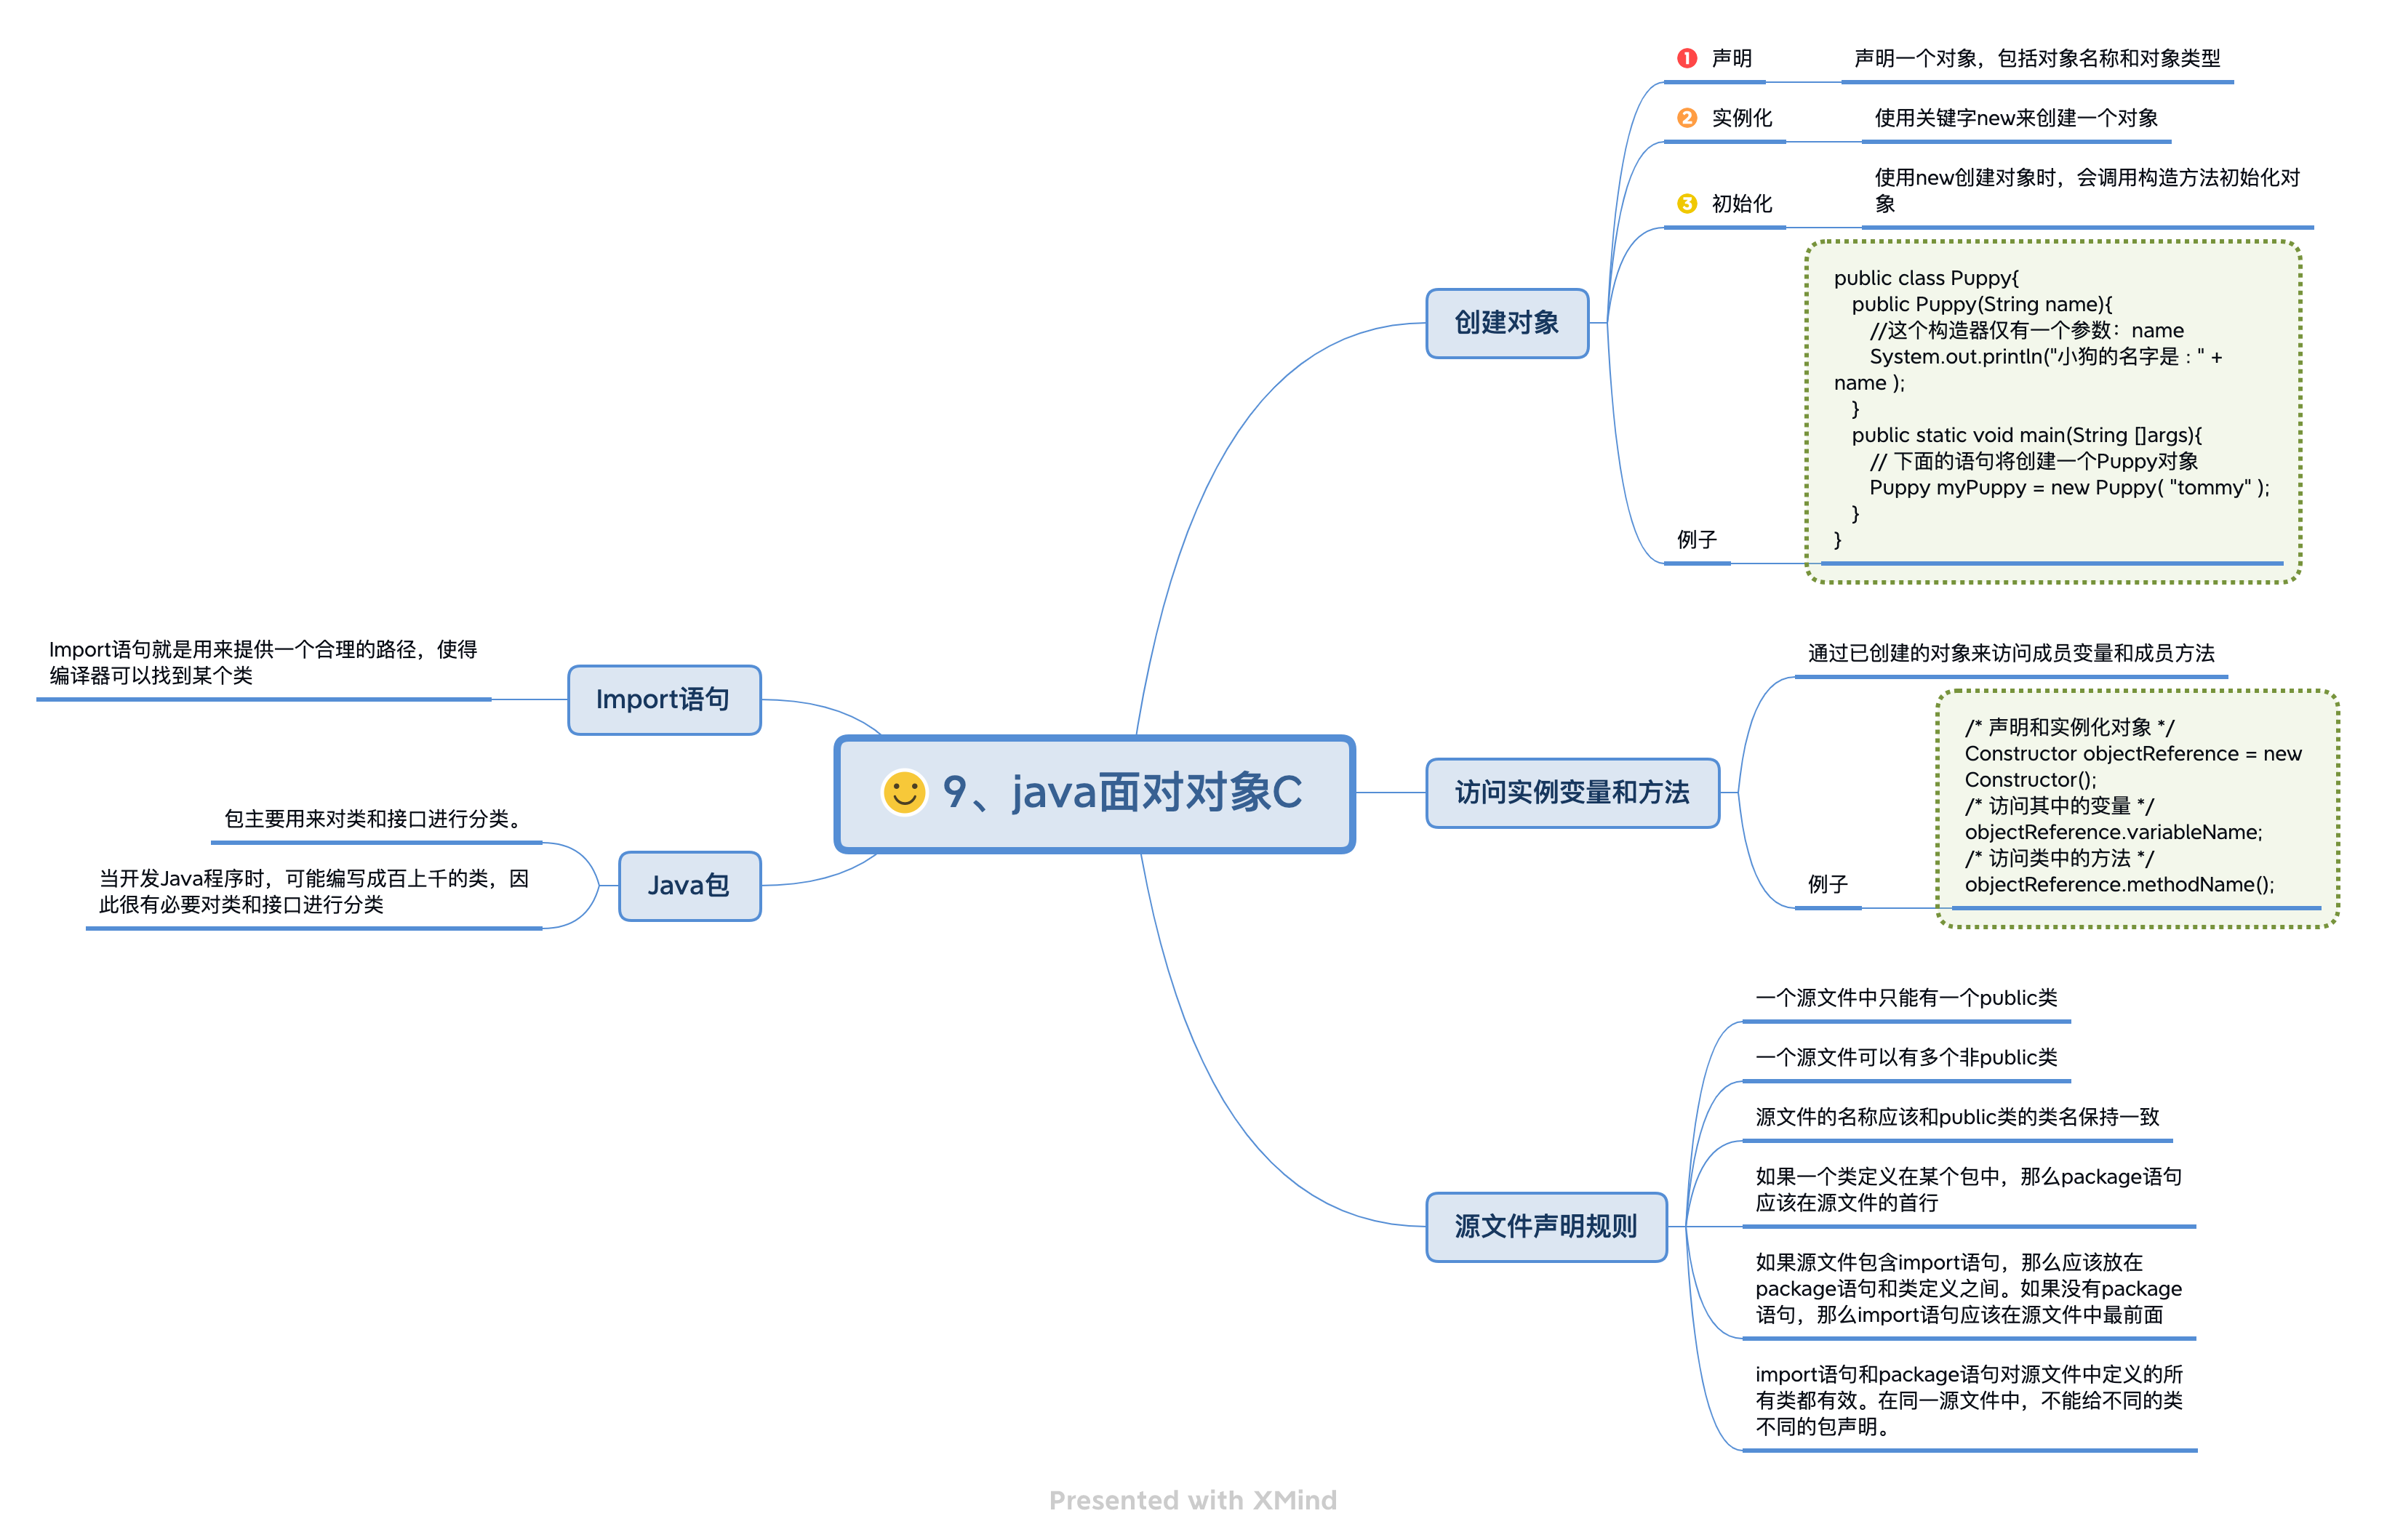 9、java面对对象C
创建对象
1 声明
声明一个对象，包括对象名称和对象类型
2 实例化
使用关键字new来创建一个对象
3 初始化
使用new创建对象时，会调用构造方法初始化对
象
例子
public class Puppy{
public Puppy(String name){
//这个构造器仅有一个参数：name
System.out.println("小狗的名字是 : " +
name );
}
public static void main(String []args){
// 下面的语句将创建一个Puppy对象
Puppy myPuppy = new Puppy( "tommy" );
}
}
访问实例变量和方法
通过已创建的对象来访问成员变量和成员方法
例子
/* 声明和实例化对象 */
Constructor objectReference = new
Constructor();
/* 访问其中的变量 */
objectReference.variableName;
/* 访问类中的方法 */
objectReference.methodName();
源文件声明规则
一个源文件中只能有一个public类
一个源文件可以有多个非public类
源文件的名称应该和public类的类名保持一致
如果一个类定义在某个包中，那么package语句
应该在源文件的首行
如果源文件包含import语句，那么应该放在
package语句和类定义之间。如果没有package
语句，那么import语句应该在源文件中最前面
import语句和package语句对源文件中定义的所
有类都有效。在同一源文件中，不能给不同的类
不同的包声明。
Import语句
Import语句就是用来提供一个合理的路径，使得
编译器可以找到某个类
Java包
包主要用来对类和接口进行分类。
当开发Java程序时，可能编写成百上千的类，因
此很有必要对类和接口进行分类
Presented with XMind